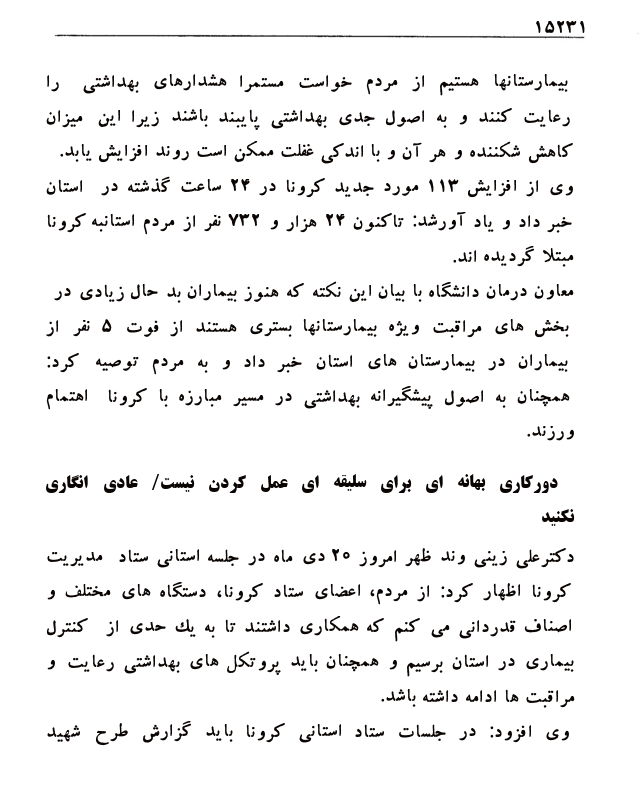 ۱۵۲۳۱
بیمارستانها هستیم از مردم خواست مستمرا هشدارهای بهداشتی را
رعایت کنند و به اصول جدی بهداشتی پایبند باشند زیرا این میزان
کاهش شکننده و هر آن و با اندکی غفلت ممکن است روند افزایش یابد.
وی از افزایش ۱۱۳ مورد جدید کرونا در ۲۴ ساعت گذشته در استان
خبر داد و یاد آورشد: تاکنون ۲۴ هزار و ۷۳۲ نفر از مردم استانبه کرونا
مبتلا گردیده اند.
معاون درمان دانشگاه با بیان این نکته که هنوز بیماران بد حال زیادی در
بخش های مراقبت ویژه بیمارستانها بستری هستند از فوت ۵ نفر از
بیماران در بیمارستان های استان خبر داد و به مردم توصیه کرد:
همچنان به اصول پیشگیرانه بهداشتی در مسیر مبارزه با کرونا اهتمام
ورزند.
دورکاری بهانه ای برای سلیقه ای عمل کردن نیست/ عادی انگاری
نکنید
دکترعلی زینی وند ظهر امروز ۲۰ دی ماه در جلسه استانی ستاد مدیریت
کرونا اظهار کرد: از مردم، اعضای ستاد کرونا، دستگاه های مختلف و
اصناف قدردانی می کنم که همکاری داشتند تا به یك حدی از کنترل
بیماری در استان برسیم و همچنان باید پروتکل های بهداشتی رعایت و
مراقبت ها ادامه داشته باشد.
وی افزود: در جلسات ستاد استانی کرونا باید گزارش طرح شهید